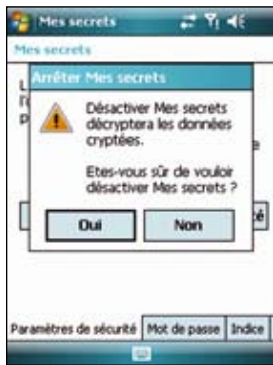 Mes secrets
Mes secrets
Arrêter Mes secrets
Désactiver Mes secrets
décryptera les données
cryptées.
Etes-vous sûr de vouloir
désactiver Mes secrets ?
Oui
Non
Paramètres de sécurité
Mot de passe
Indice